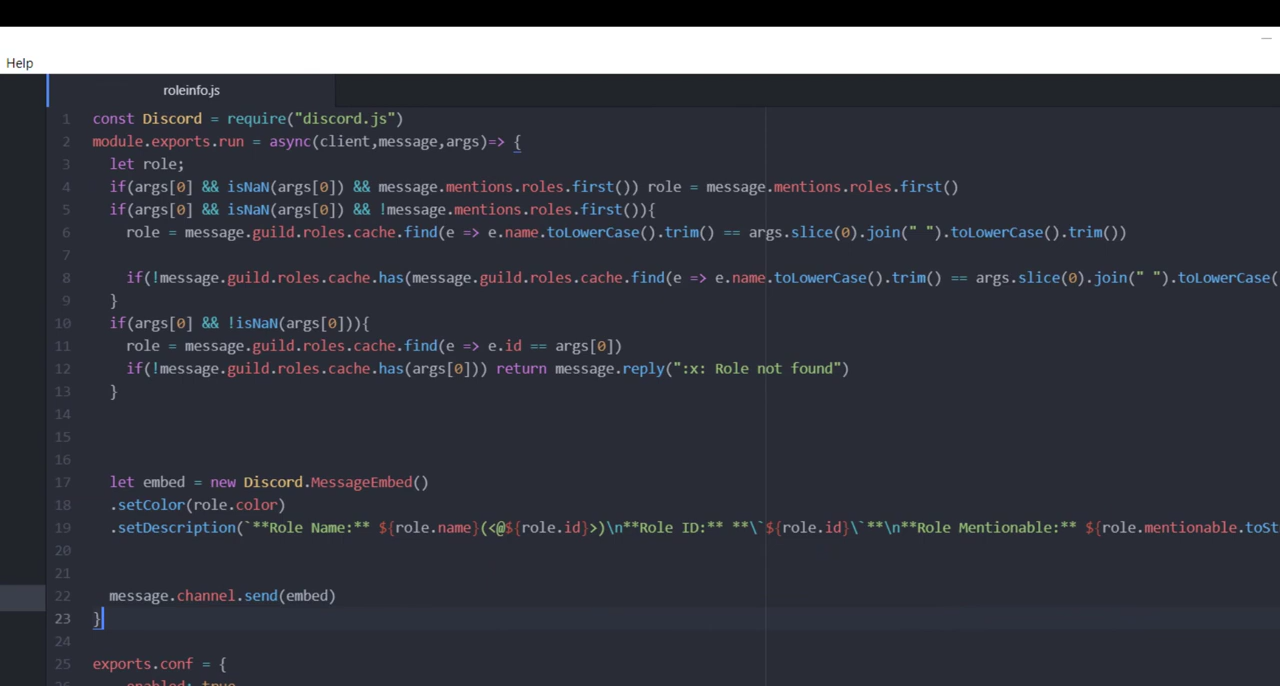 Help
roleinfo.js
1 const Discord = require("discord.js")
2 module.exports.run = async(client,message,args)=> {
3 let role;
4 if(args[0] && isNaN(args[0]) && message.mentions.roles.first()) role = message.mentions.roles.first()
5 if(args[0] && isNaN(args[0]) && !message.mentions.roles.first()){
6 role = message.guild.roles.cache.find(e => e.name.toLowerCase().trim() == args.slice(0).join(" ").toLowerCase().trim())
7
8 if(!message.guild.roles.cache.has(message.guild.roles.cache.find(e => e.name.toLowerCase().trim() == args.slice(0).join(" ").toLowerCase(
9 }
10 if(args[0] && !isNaN(args[0])){
11 role = message.guild.roles.cache.find(e => e.id == args[0])
12 if(!message.guild.roles.cache.has(args[0])) return message.reply(":x: Role not found")
13 }
14
15
16
17 let embed = new Discord.MessageEmbed()
18 .setColor(role.color)
19 .setDescription(`**Role Name:** ${role.name}(<@${role.id}>)\n**Role ID:** **\`${role.id}\`**\n**Role Mentionable:** ${role.mentionable.toSt
20
21
22 message.channel.send(embed)
23 }
24
25 exports.conf = {
enabled: true